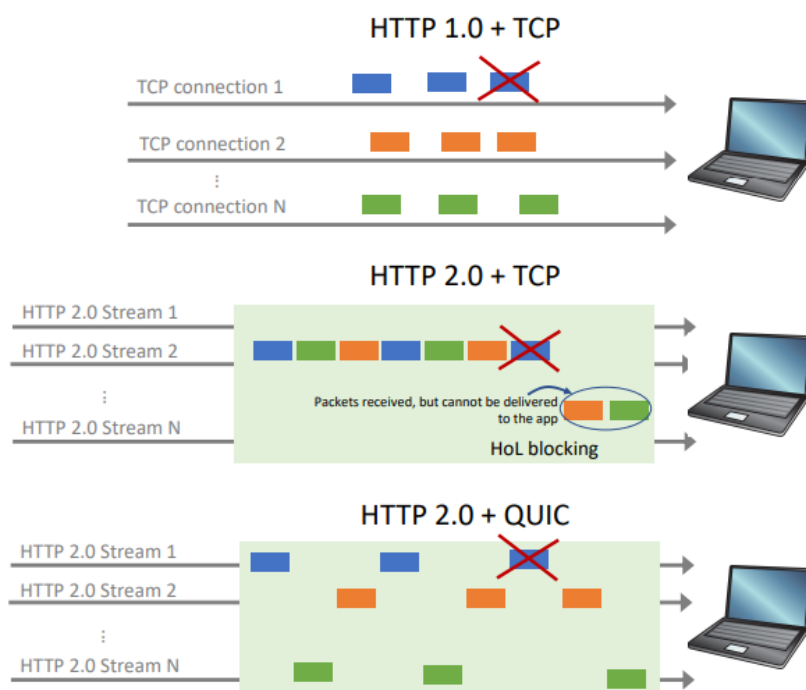 HTTP 1.0 + TCP
TCP connection 1
TCP connection 2
⋮
TCP connection N
HTTP 2.0 + TCP
HTTP 2.0 Stream 1
HTTP 2.0 Stream 2
⋮
Packets received, but cannot be delivered
to the app
HTTP 2.0 Stream N
HoL blocking
HTTP 2.0 + QUIC
HTTP 2.0 Stream 1
HTTP 2.0 Stream 2
⋮
HTTP 2.0 Stream N